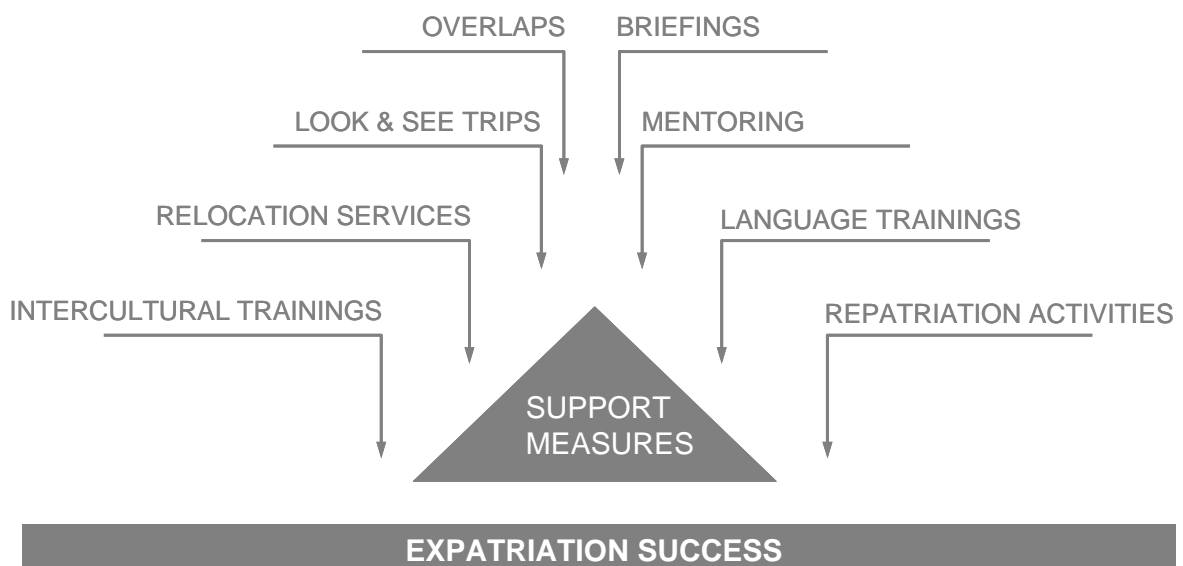 OVERLAPS
BRIEFINGS
LOOK & SEE TRIPS
MENTORING
RELOCATION SERVICES
LANGUAGE TRAININGS
INTERCULTURAL TRAININGS
REPATRIATION ACTIVITIES
SUPPORT
MEASURES
EXPATRIATION SUCCESS